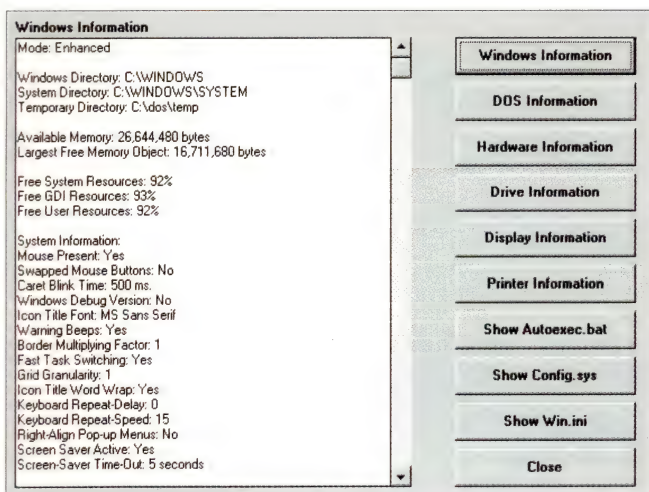 Windows Information
Mode: Enhanced
Windows Directory: C:\WINDOWS
System Directory: C:\WINDOWS\SYSTEM
Temporary Directory: C:\dos\temp
Available Memory: 26,644,480 bytes
Largest Free Memory Object: 16,711,680 bytes
Free System Resources: 92%
Free GDI Resources: 93%
Free User Resources: 92%
System Information:
Mouse Present: Yes
Swapped Mouse Buttons: No
Caret Blink Time: 500 ms.
Windows Debug Version: No
Icon Title Font: MS Sans Serif
Warning Beeps: Yes
Border Multiplying Factor: 1
Fast Task Switching: Yes
Grid Granularity: 1
Icon Title Word Wrap: Yes
Keyboard Repeat-Delay: 0
Keyboard Repeat-Speed: 15
Right-Align Pop-up Menus: No
Screen Saver Active: Yes
Screen-Saver Time-Out: 5 seconds
Windows Information
DOS Information
Hardware Information
Drive Information
Display Information
Printer Information
Show Autoexec.bat
Show Config.sys
Show Win.ini
Close